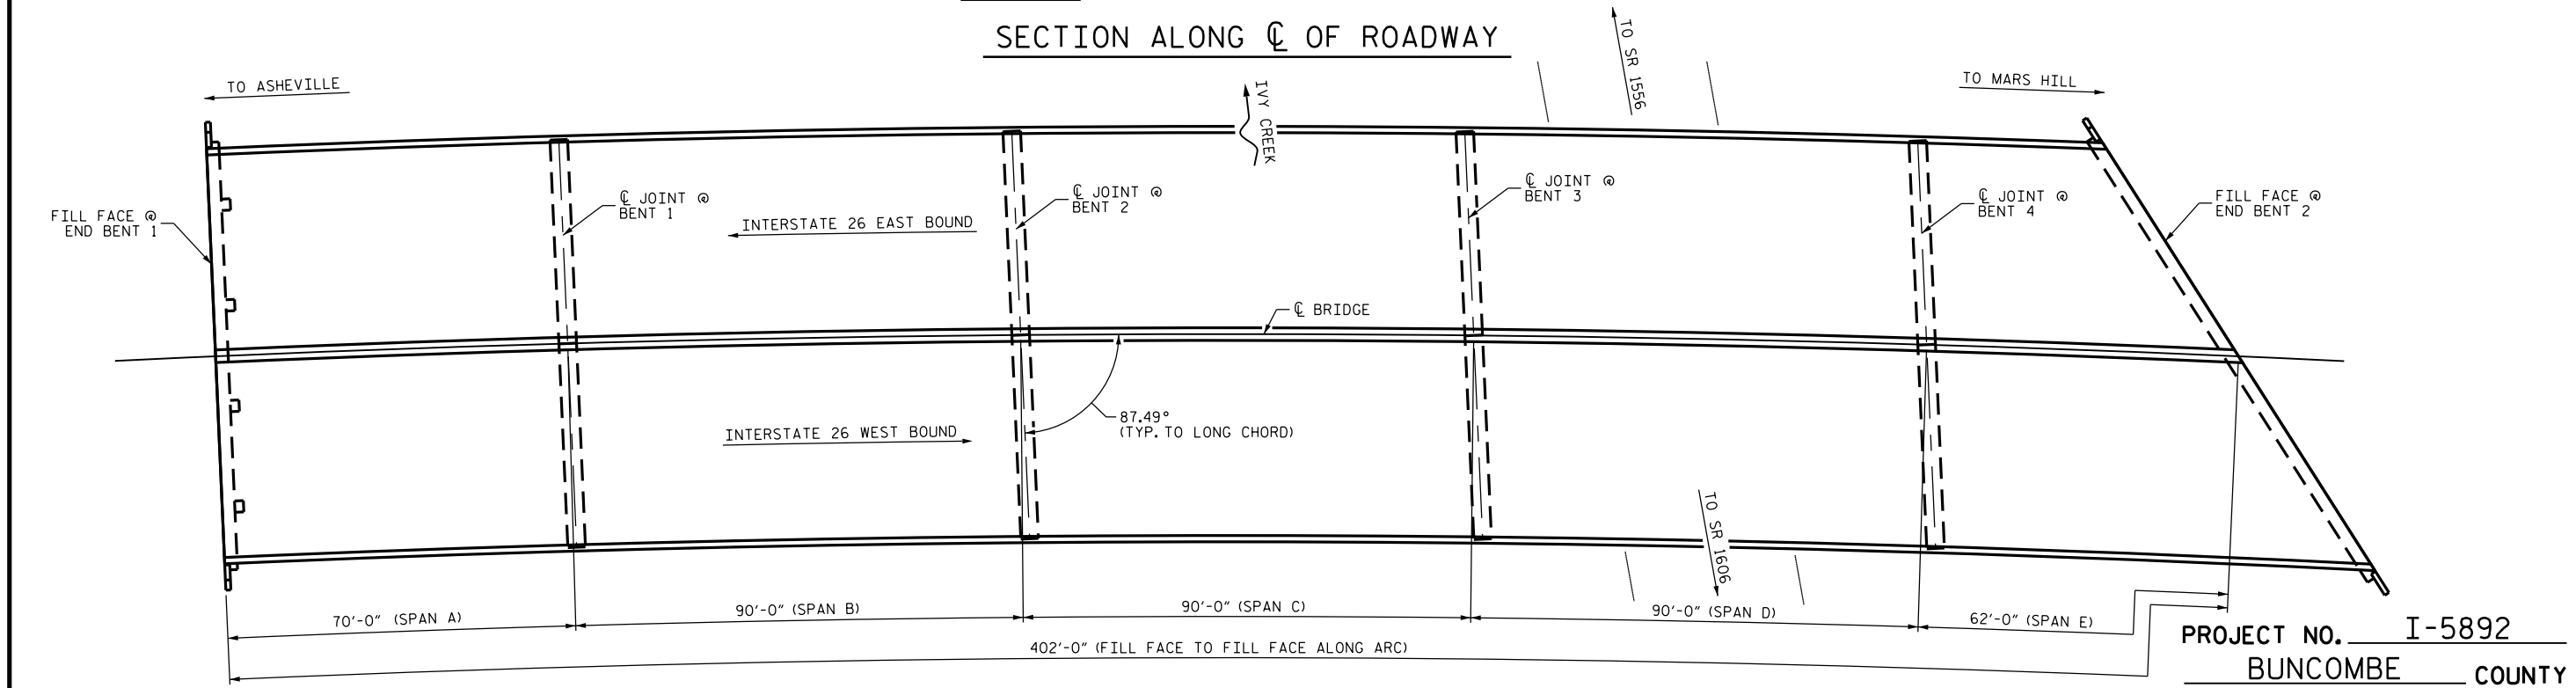 SECTION ALONG ℄ OF ROADWAY
TO SR 1556
TO ASHEVILLE
IVY CREEK
TO MARS HILL
FILL FACE @
END BENT 1
℄ JOINT @
BENT 1
INTERSTATE 26 EAST BOUND
℄ JOINT @
BENT 2
℄ JOINT @
BENT 3
℄ JOINT @
BENT 4
FILL FACE @
END BENT 2
℄ BRIDGE
87.49°
(TYP. TO LONG CHORD)
INTERSTATE 26 WEST BOUND
TO SR 1606
70'-0" (SPAN A)
90'-0" (SPAN B)
90'-0" (SPAN C)
90'-0" (SPAN D)
62'-0" (SPAN E)
402'-0" (FILL FACE TO FILL FACE ALONG ARC)
PROJECT NO. I-5892
BUNCOMBE COUNTY